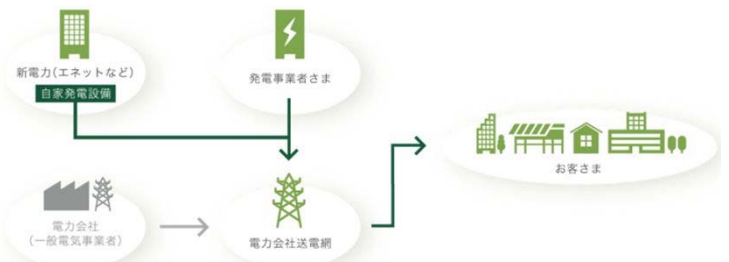 新電力(エネットなど)
自家発電設備
発電事業者さま
お客さま
電力会社
(一般電気事業者)
電力会社送電網